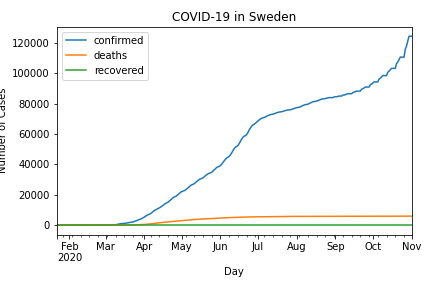 COVID-19 in Sweden
confirmed
deaths
recovered
120000
100000
80000
60000
40000
20000
0
Number of Cases
Feb Mar Apr May Jun Jul Aug Sep Oct Nov
2020
Day